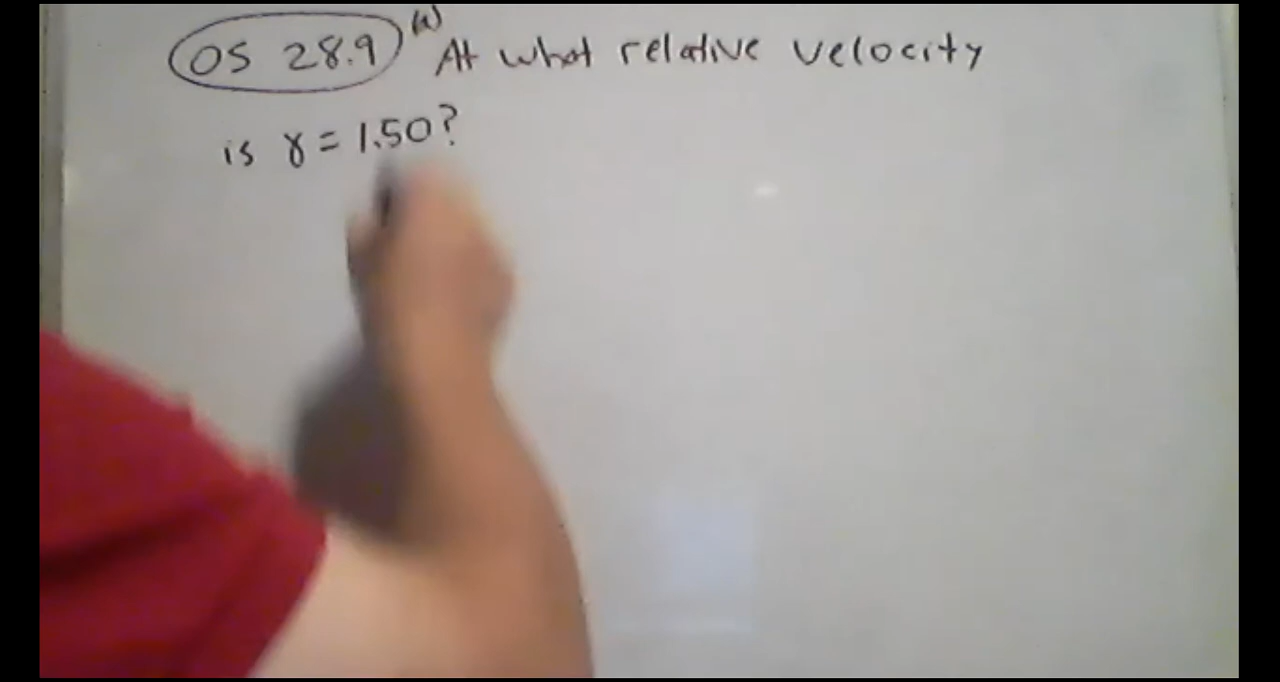 OS 28.9 (a) At what relative velocity
is γ = 1.50?